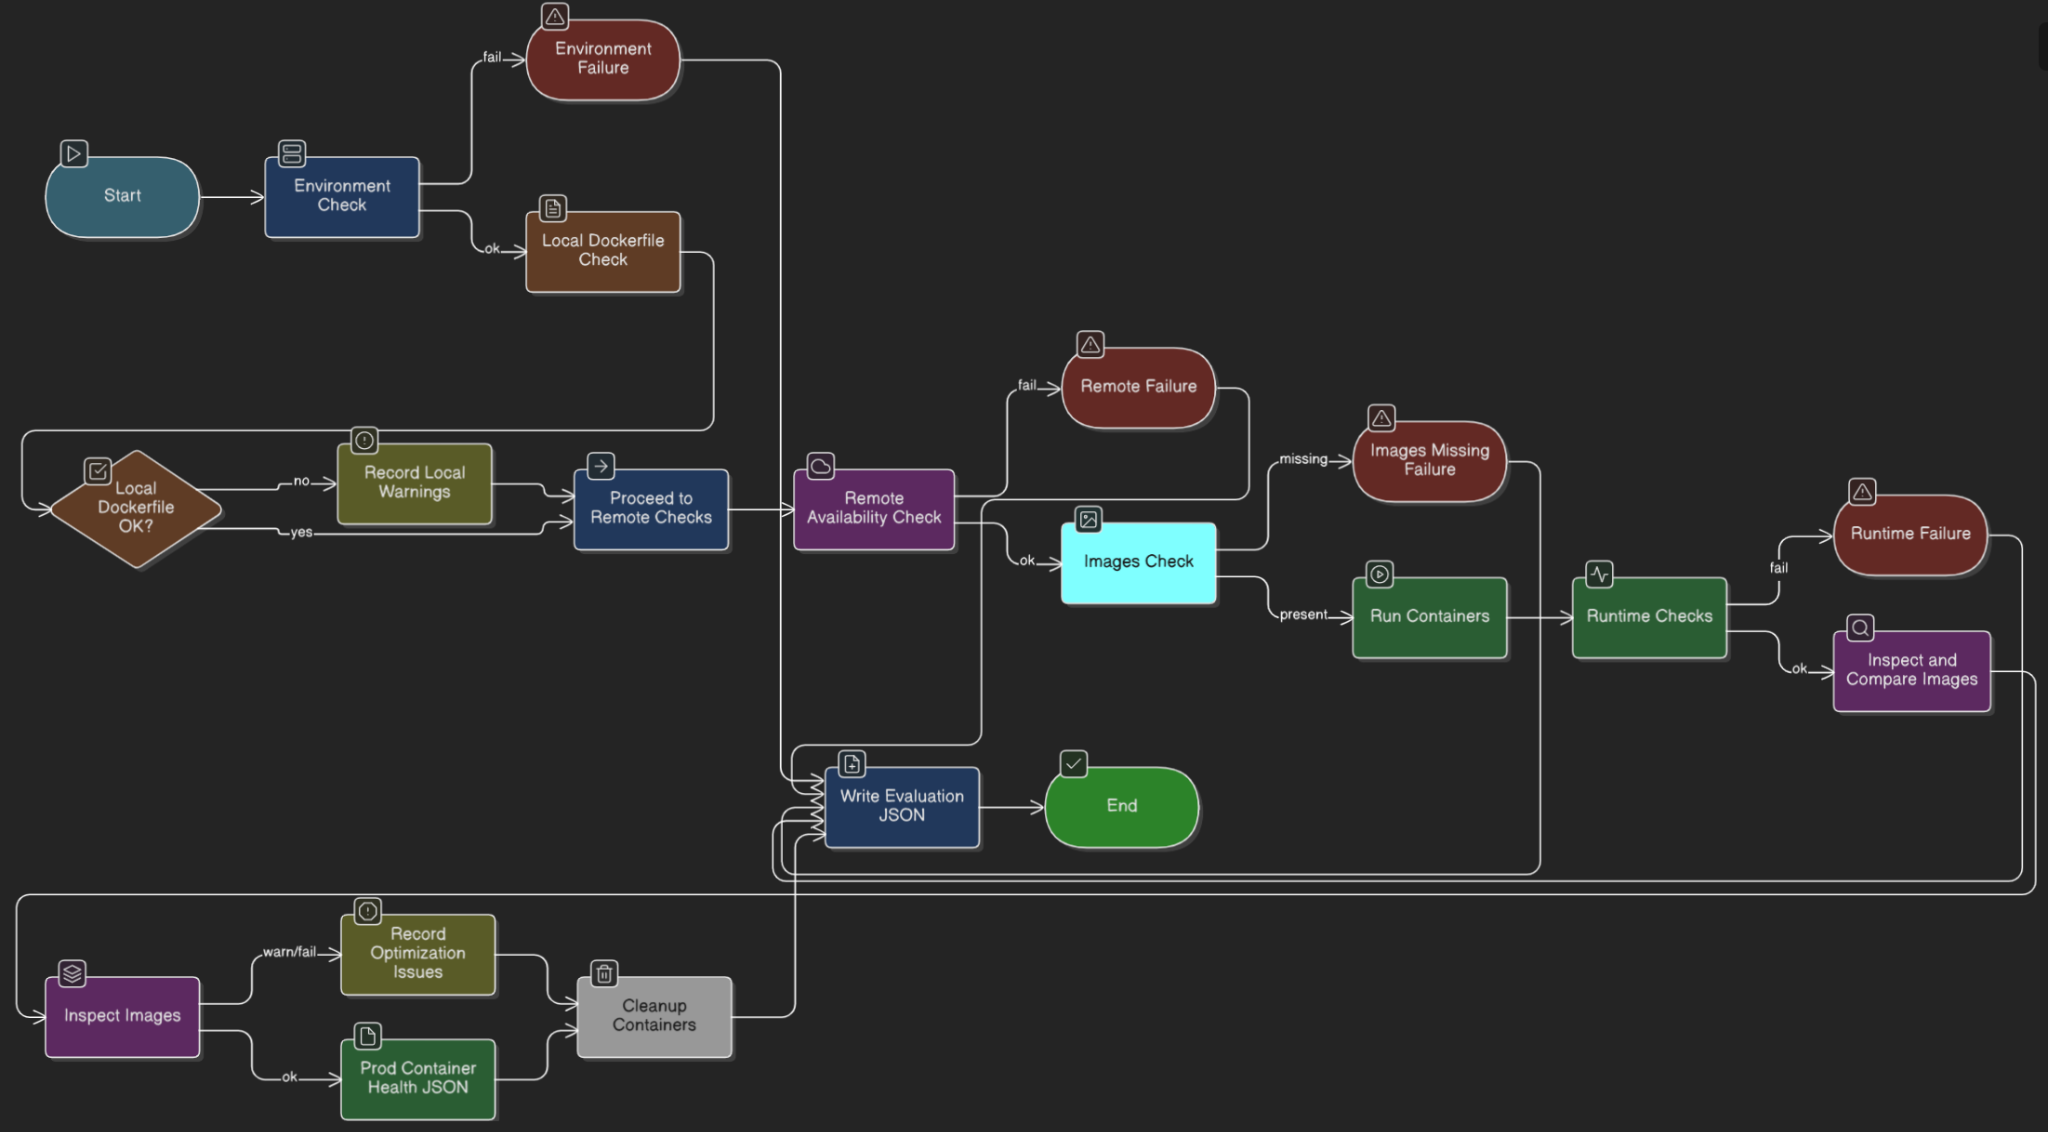 Environment
Failure
fail
Start
Environment
Check
ok
Local Dockerfile
Check
Local
Dockerfile
OK?
no
yes
Record Local
Warnings
Proceed to
Remote Checks
Remote
Availability Check
fail
Remote Failure
ok
Images Check
missing
Images Missing
Failure
present
Run Containers
Runtime Checks
fail
Runtime Failure
ok
Inspect and
Compare Images
Write Evaluation
JSON
End
Inspect Images
warn/fail
Record
Optimization
Issues
ok
Prod Container
Health JSON
Cleanup
Containers